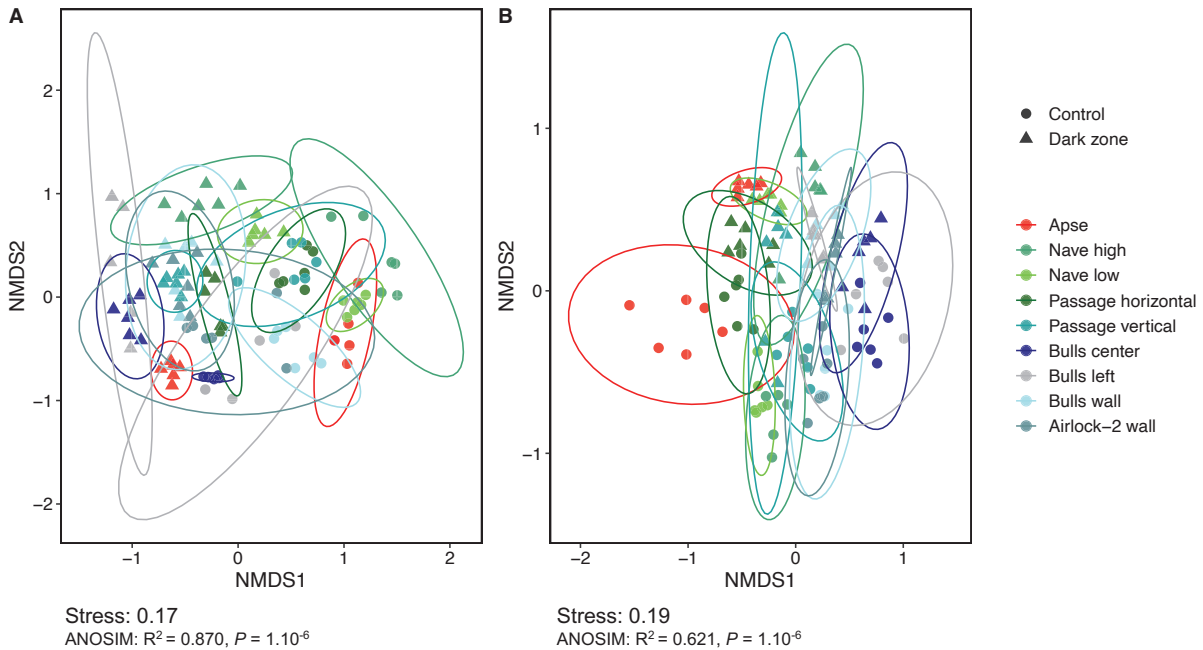 A
B
NMDS2
2
1
0
−1
−2
−1
0
1
2
NMDS1
Stress: 0.17
ANOSIM: R² = 0.870, P = 1.10⁻⁶
NMDS2
1
0
−1
−2
−1
0
1
NMDS1
Stress: 0.19
ANOSIM: R² = 0.621, P = 1.10⁻⁶
Control
Dark zone
Apse
Nave high
Nave low
Passage horizontal
Passage vertical
Bulls center
Bulls left
Bulls wall
Airlock−2 wall